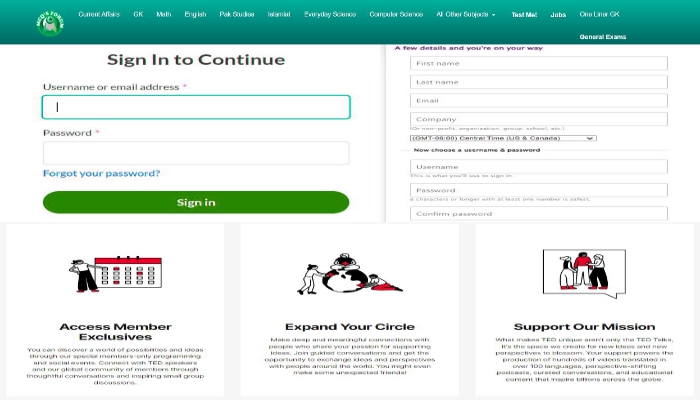 Current Affairs GK Math English Pak Studies Islamiat Everyday Science Computer Science All Other Subjects Test Me! Jobs One Liner GK
General Exams
Sign In to Continue
Username or email address *
Password *
Forgot your password?
Sign in
A few details and you're on your way
First name
Last name
Email
Company
(Or non-profit, organization, group, school, etc.)
(GMT-06:00) Central Time (US & Canada)
Now choose a username & password
Username
This is what you'll use to sign in.
Password
6 characters or longer with at least one number is safest.
Confirm password
Access Member
Exclusives
You can discover a world of possibilities and ideas
through our special members-only programming
and social events. Connect with TED speakers
and our global community of members through
thoughtful conversations and inspiring small group
discussions.
Expand Your Circle
Make deep and meaningful connections with
people who share your passion for supporting
ideas. Join guided conversations and get the
opportunity to exchange ideas and perspectives
with people around the world. You might even
make some unexpected friends!
Support Our Mission
What makes TED unique aren't only the TED Talks,
it's the space we create for new ideas and new
perspectives to blossom. Your support powers the
production of hundreds of videos translated in
over 100 languages, perspective-shifting
podcasts, curated conversations, and educational
content that inspire billions across the globe.